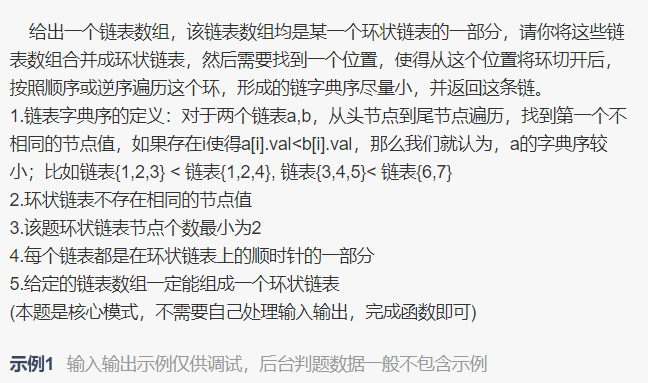 给出一个链表数组，该链表数组均是某一个环状链表的一部分，请你将这些链
表数组合并成环状链表，然后需要找到一个位置，使得从这个位置将环切开后，
按照顺序或逆序遍历这个环，形成的链字典序尽量小，并返回这条链。
1.链表字典序的定义：对于两个链表a,b，从头节点到尾节点遍历，找到第一个不
相同的节点值，如果存在i使得a[i].val<b[i].val，那么我们就认为，a的字典序较
小；比如链表{1,2,3} < 链表{1,2,4}, 链表{3,4,5}< 链表{6,7}
2.环状链表不存在相同的节点值
3.该题环状链表节点个数最小为2
4.每个链表都是在环状链表上的顺时针的一部分
5.给定的链表数组一定能组成一个环状链表
(本题是核心模式，不需要自己处理输入输出，完成函数即可)
示例1 输入输出示例仅供调试，后台判题数据一般不包含示例